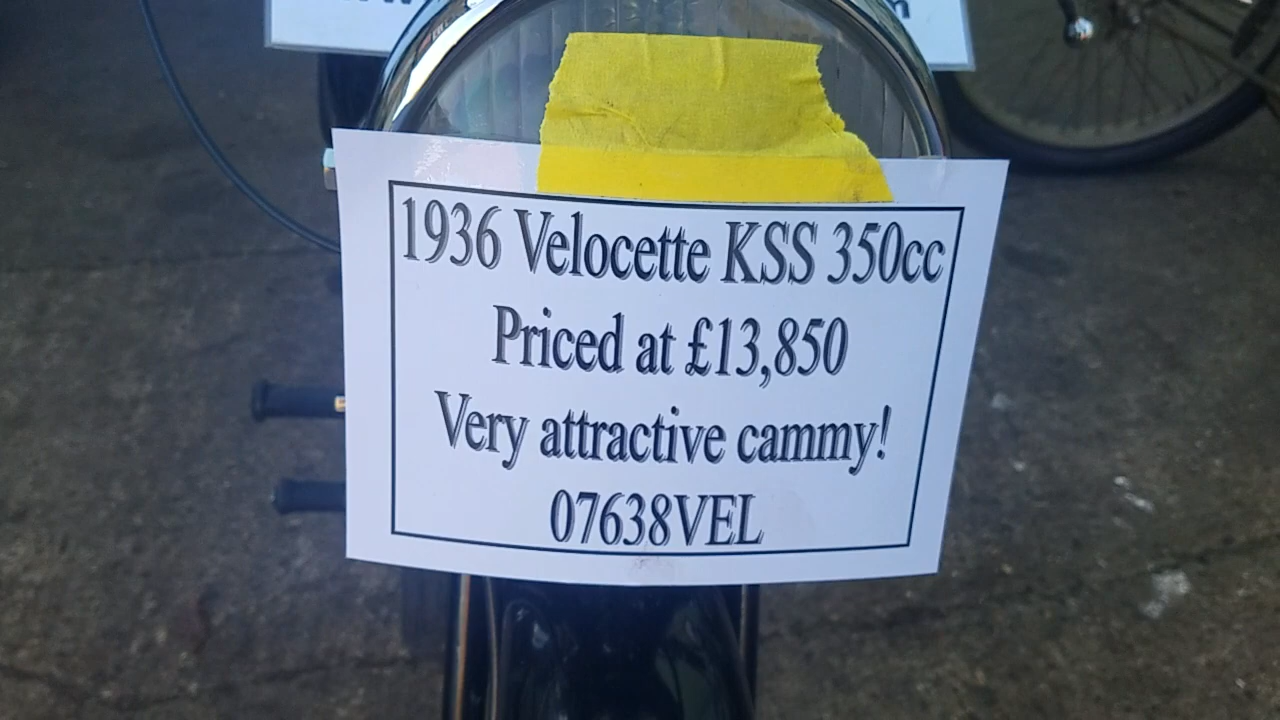 1936 Velocette KSS 350cc
Priced at £13,850
Very attractive cammy!
07638VEL